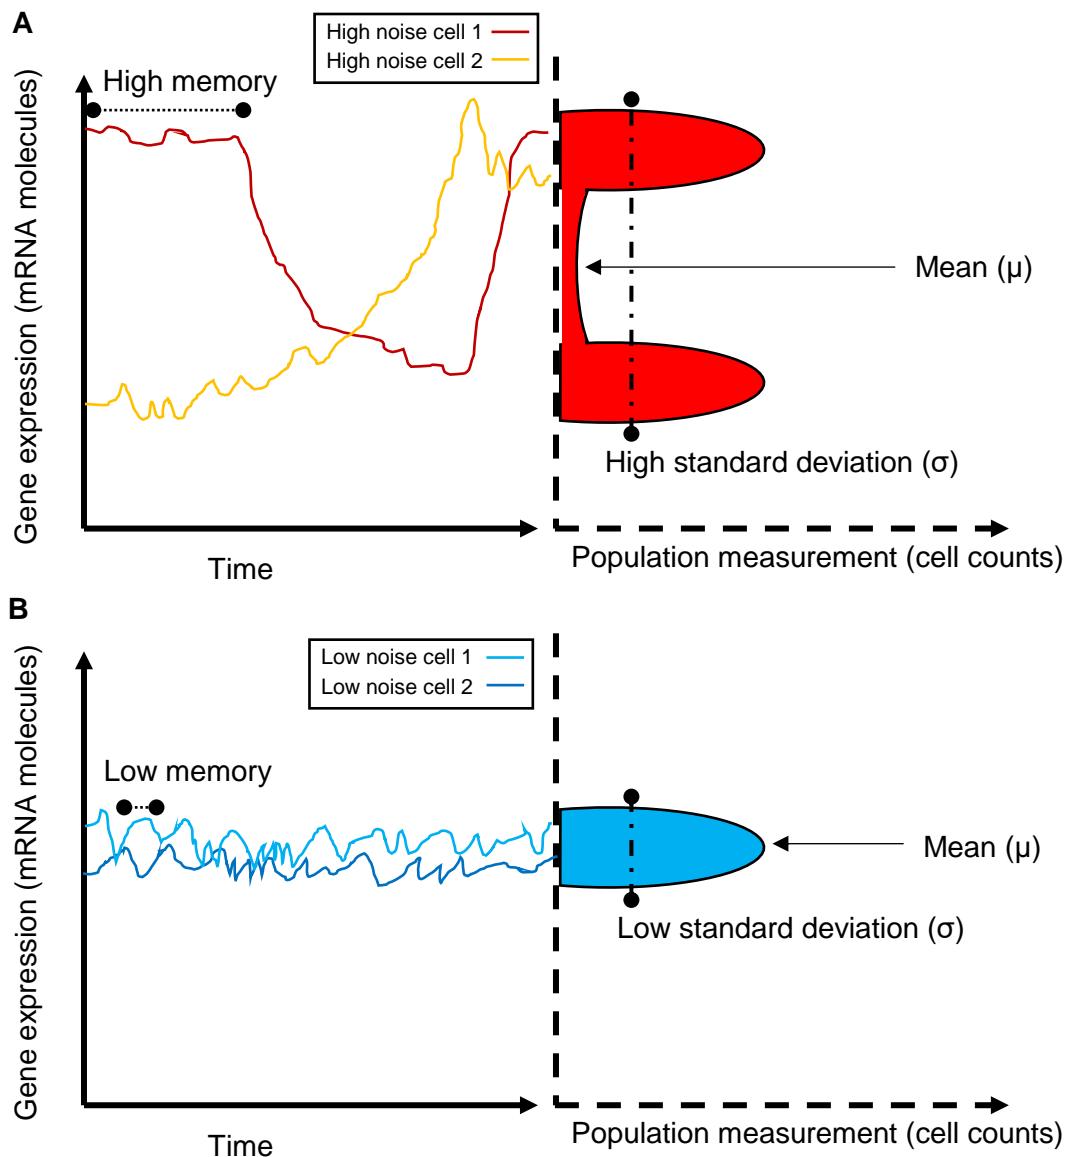 A
High noise cell 1
High noise cell 2
High memory
Gene expression (mRNA molecules)
Mean (μ)
High standard deviation (σ)
Time
Population measurement (cell counts)
B
Low noise cell 1
Low noise cell 2
Low memory
Gene expression (mRNA molecules)
Mean (μ)
Low standard deviation (σ)
Time
Population measurement (cell counts)